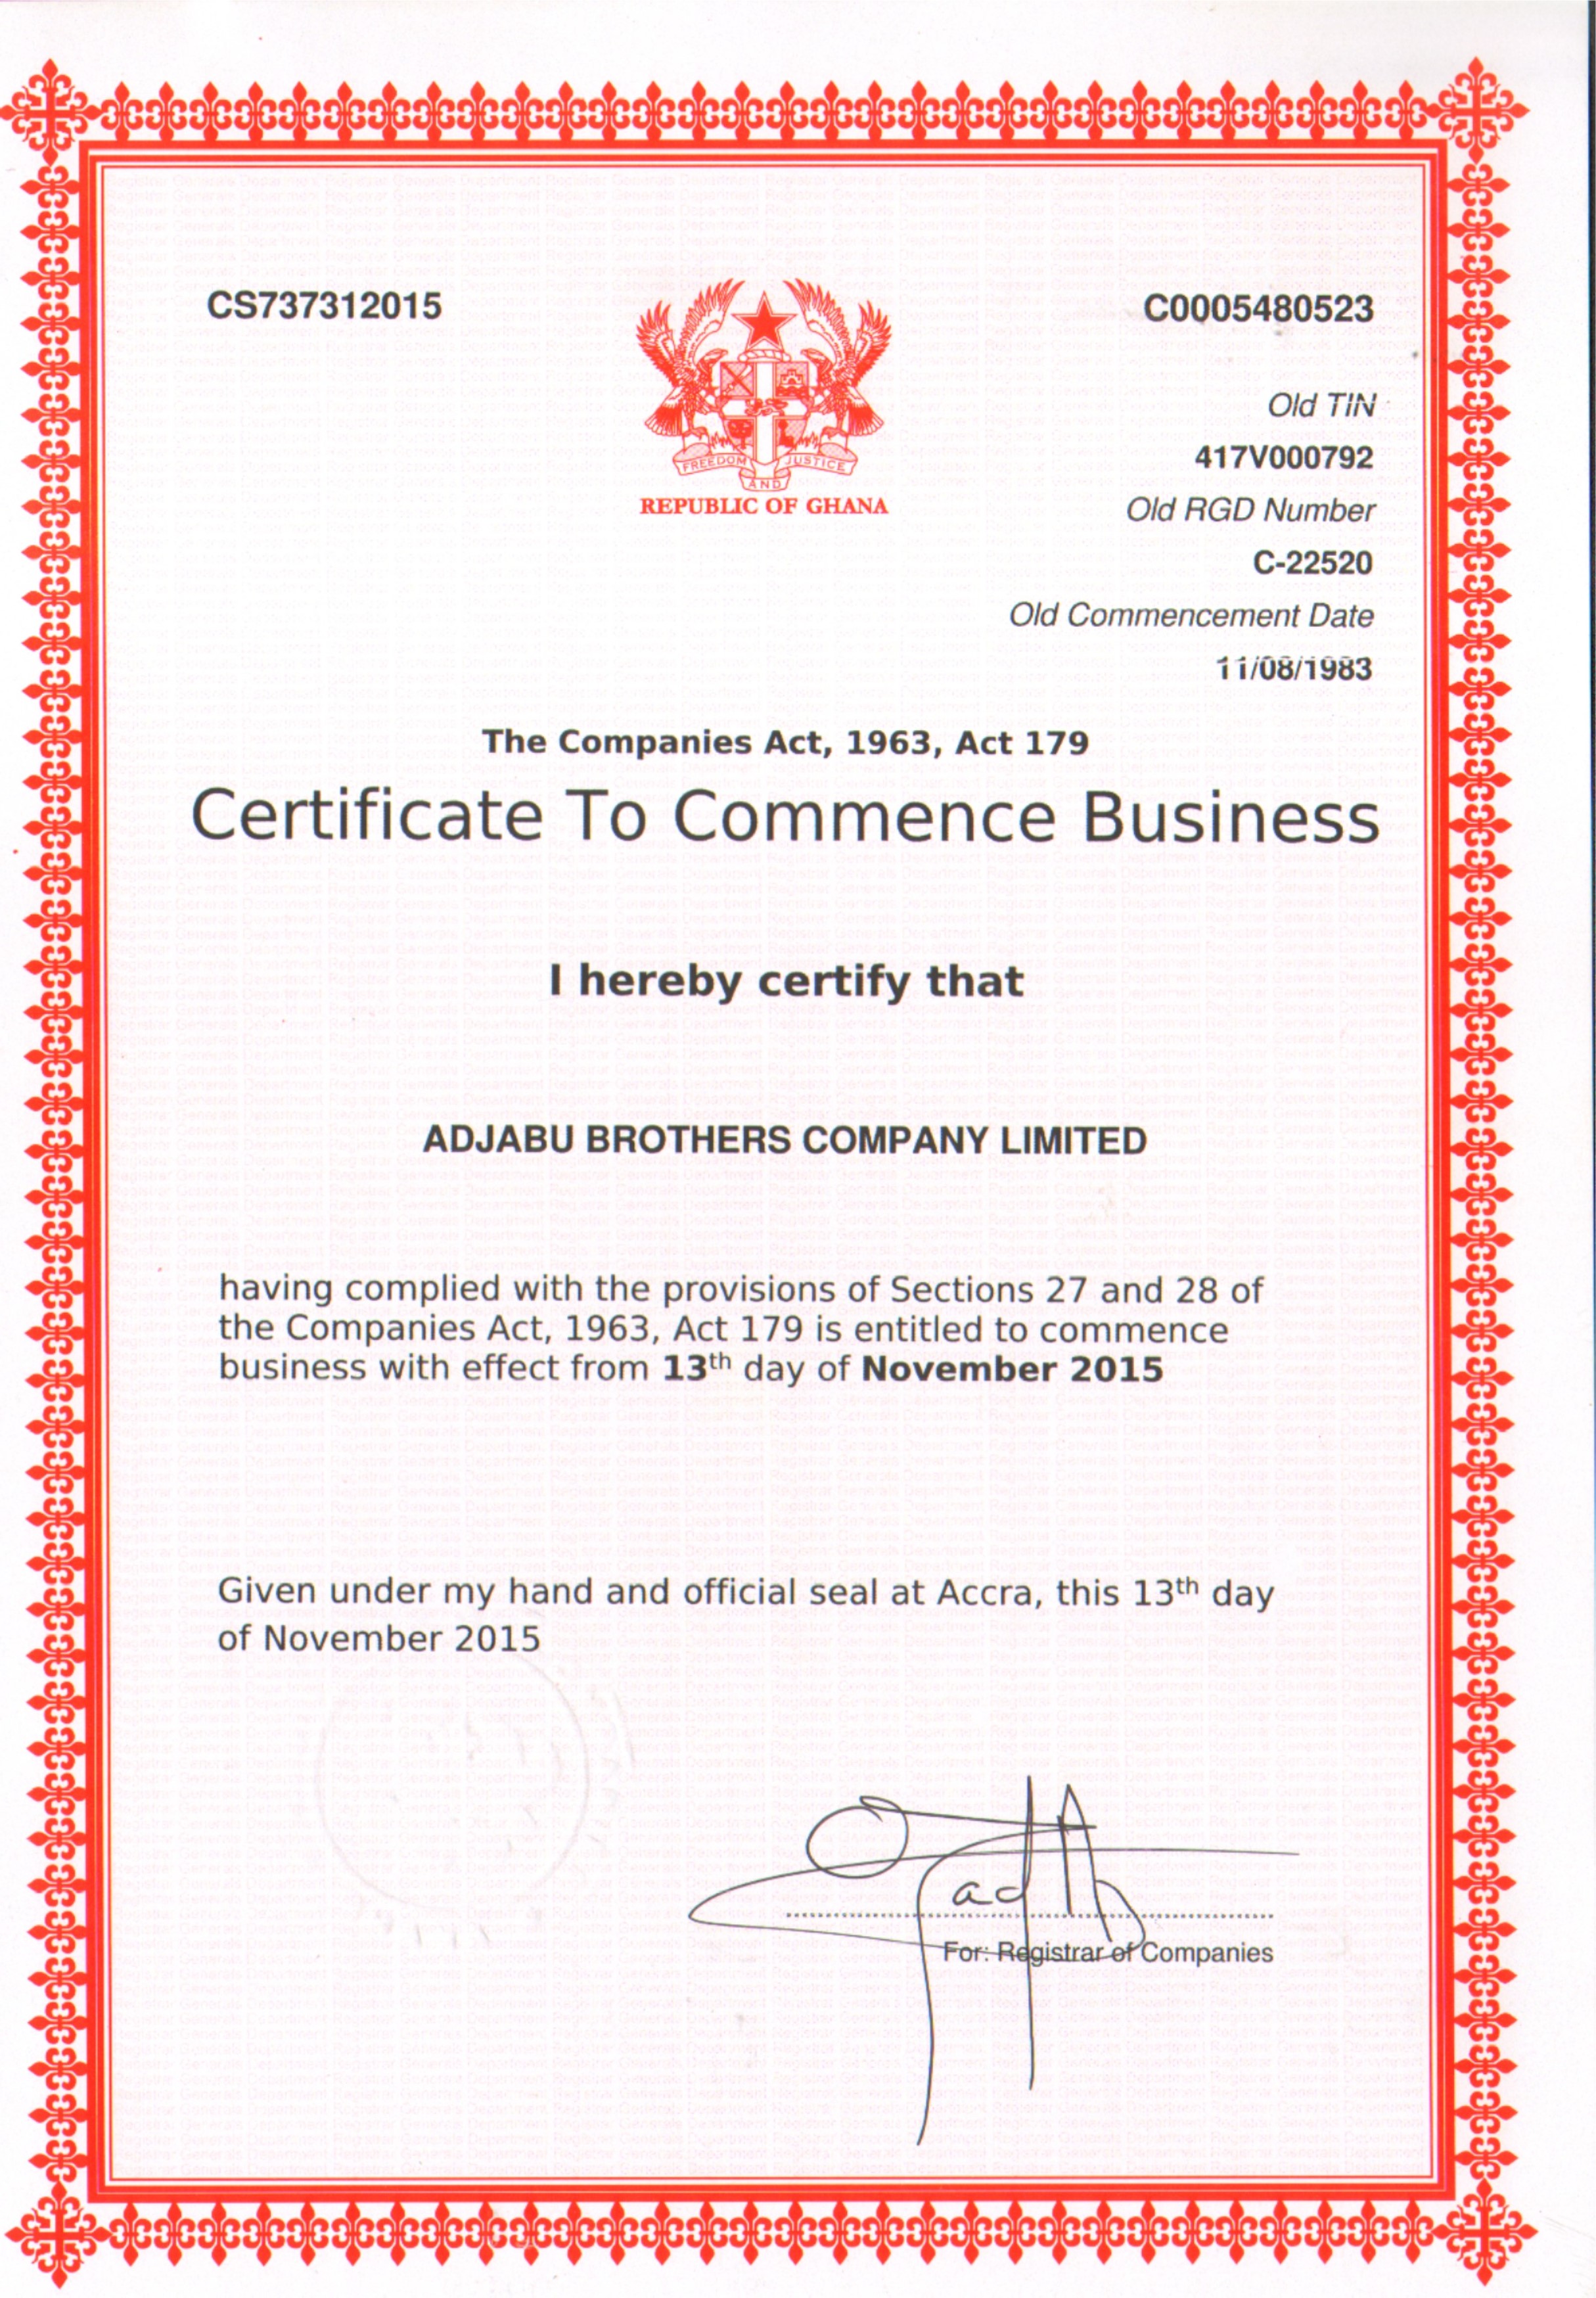 CS737312015
C0005480523
FREEDOM AND JUSTICE
REPUBLIC OF GHANA
Old TIN
417V000792
Old RGD Number
C-22520
Old Commencement Date
11/08/1983
The Companies Act, 1963, Act 179
Certificate To Commence Business
I hereby certify that
ADJABU BROTHERS COMPANY LIMITED
having complied with the provisions of Sections 27 and 28 of
the Companies Act, 1963, Act 179 is entitled to commence
business with effect from 13th day of November 2015
Given under my hand and official seal at Accra, this 13th day
of November 2015
For: Registrar of Companies